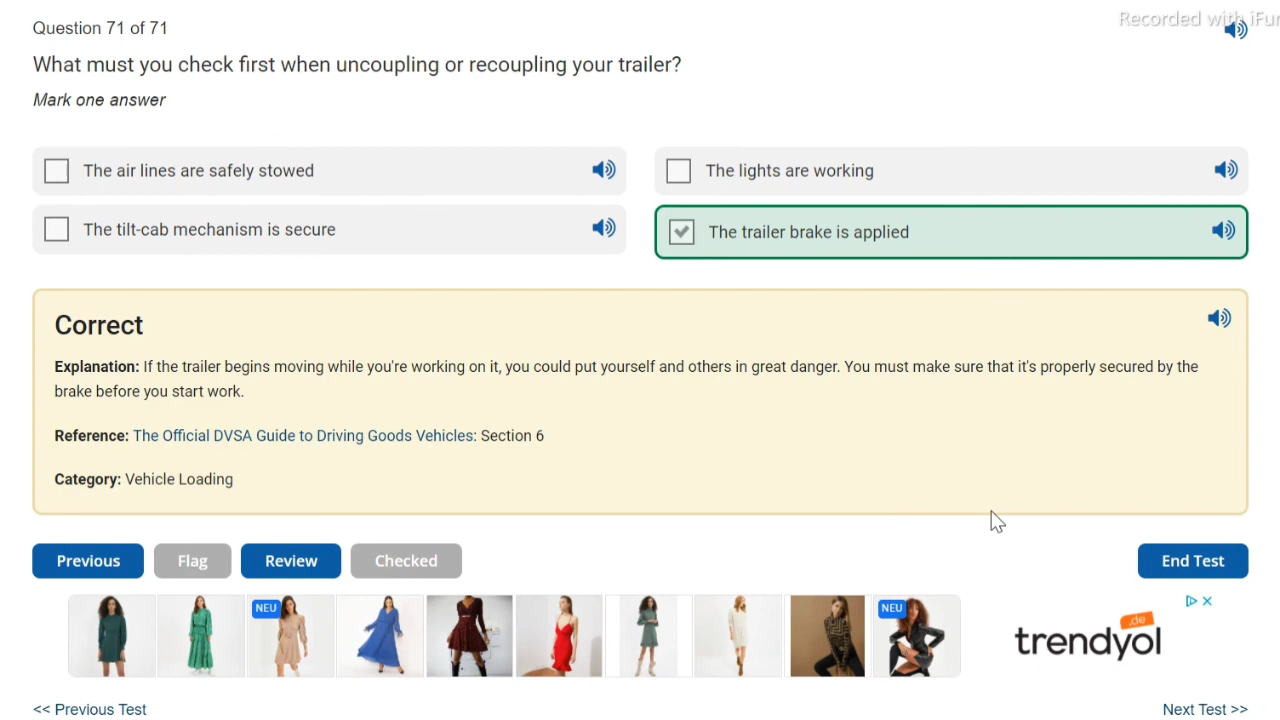 Question 71 of 71
Recorded with iFun
What must you check first when uncoupling or recoupling your trailer?
Mark one answer
The air lines are safely stowed
The lights are working
The tilt-cab mechanism is secure
The trailer brake is applied
Correct
Explanation: If the trailer begins moving while you're working on it, you could put yourself and others in great danger. You must make sure that it's properly secured by the
brake before you start work.
Reference: The Official DVSA Guide to Driving Goods Vehicles: Section 6
Category: Vehicle Loading
Previous
Flag
Review
Checked
End Test
NEU
NEU
trendyol
.de
<< Previous Test
Next Test >>